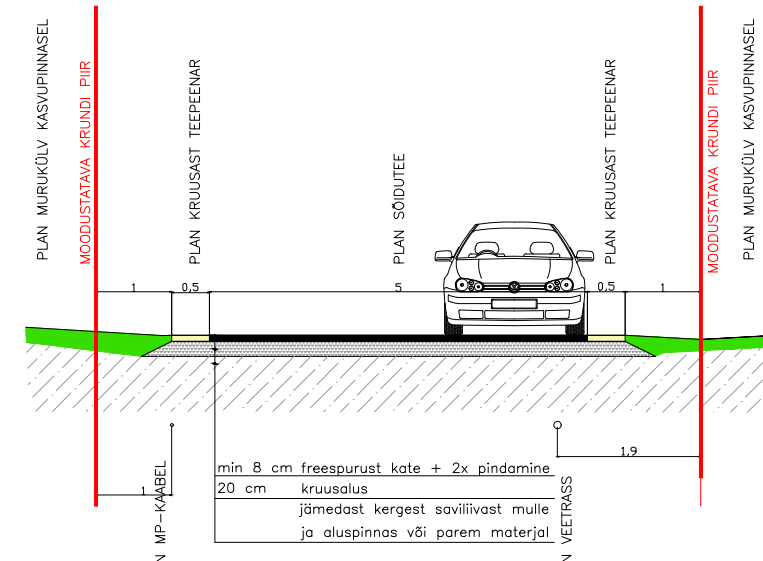 PLAN MURUKÜLV KASVUPINNASEL
MOODUSTATAVA KRUNDI PIIR
PLAN KRUUSAST TEEPEENAR
PLAN SÕIDUTEE
PLAN KRUUSAST TEEPEENAR
MOODUSTATAVA KRUNDI PIIR
PLAN MURUKÜLV KASVUPINNASEL
1 0,5 5 0,5 1
1,9
1
N MP-KAABEL
min 8 cm freespurust kate + 2x pindamine
20 cm kruusalus
jämedast kergest saviliivast mulle
ja aluspinnas või parem materjal
N VEETRASS